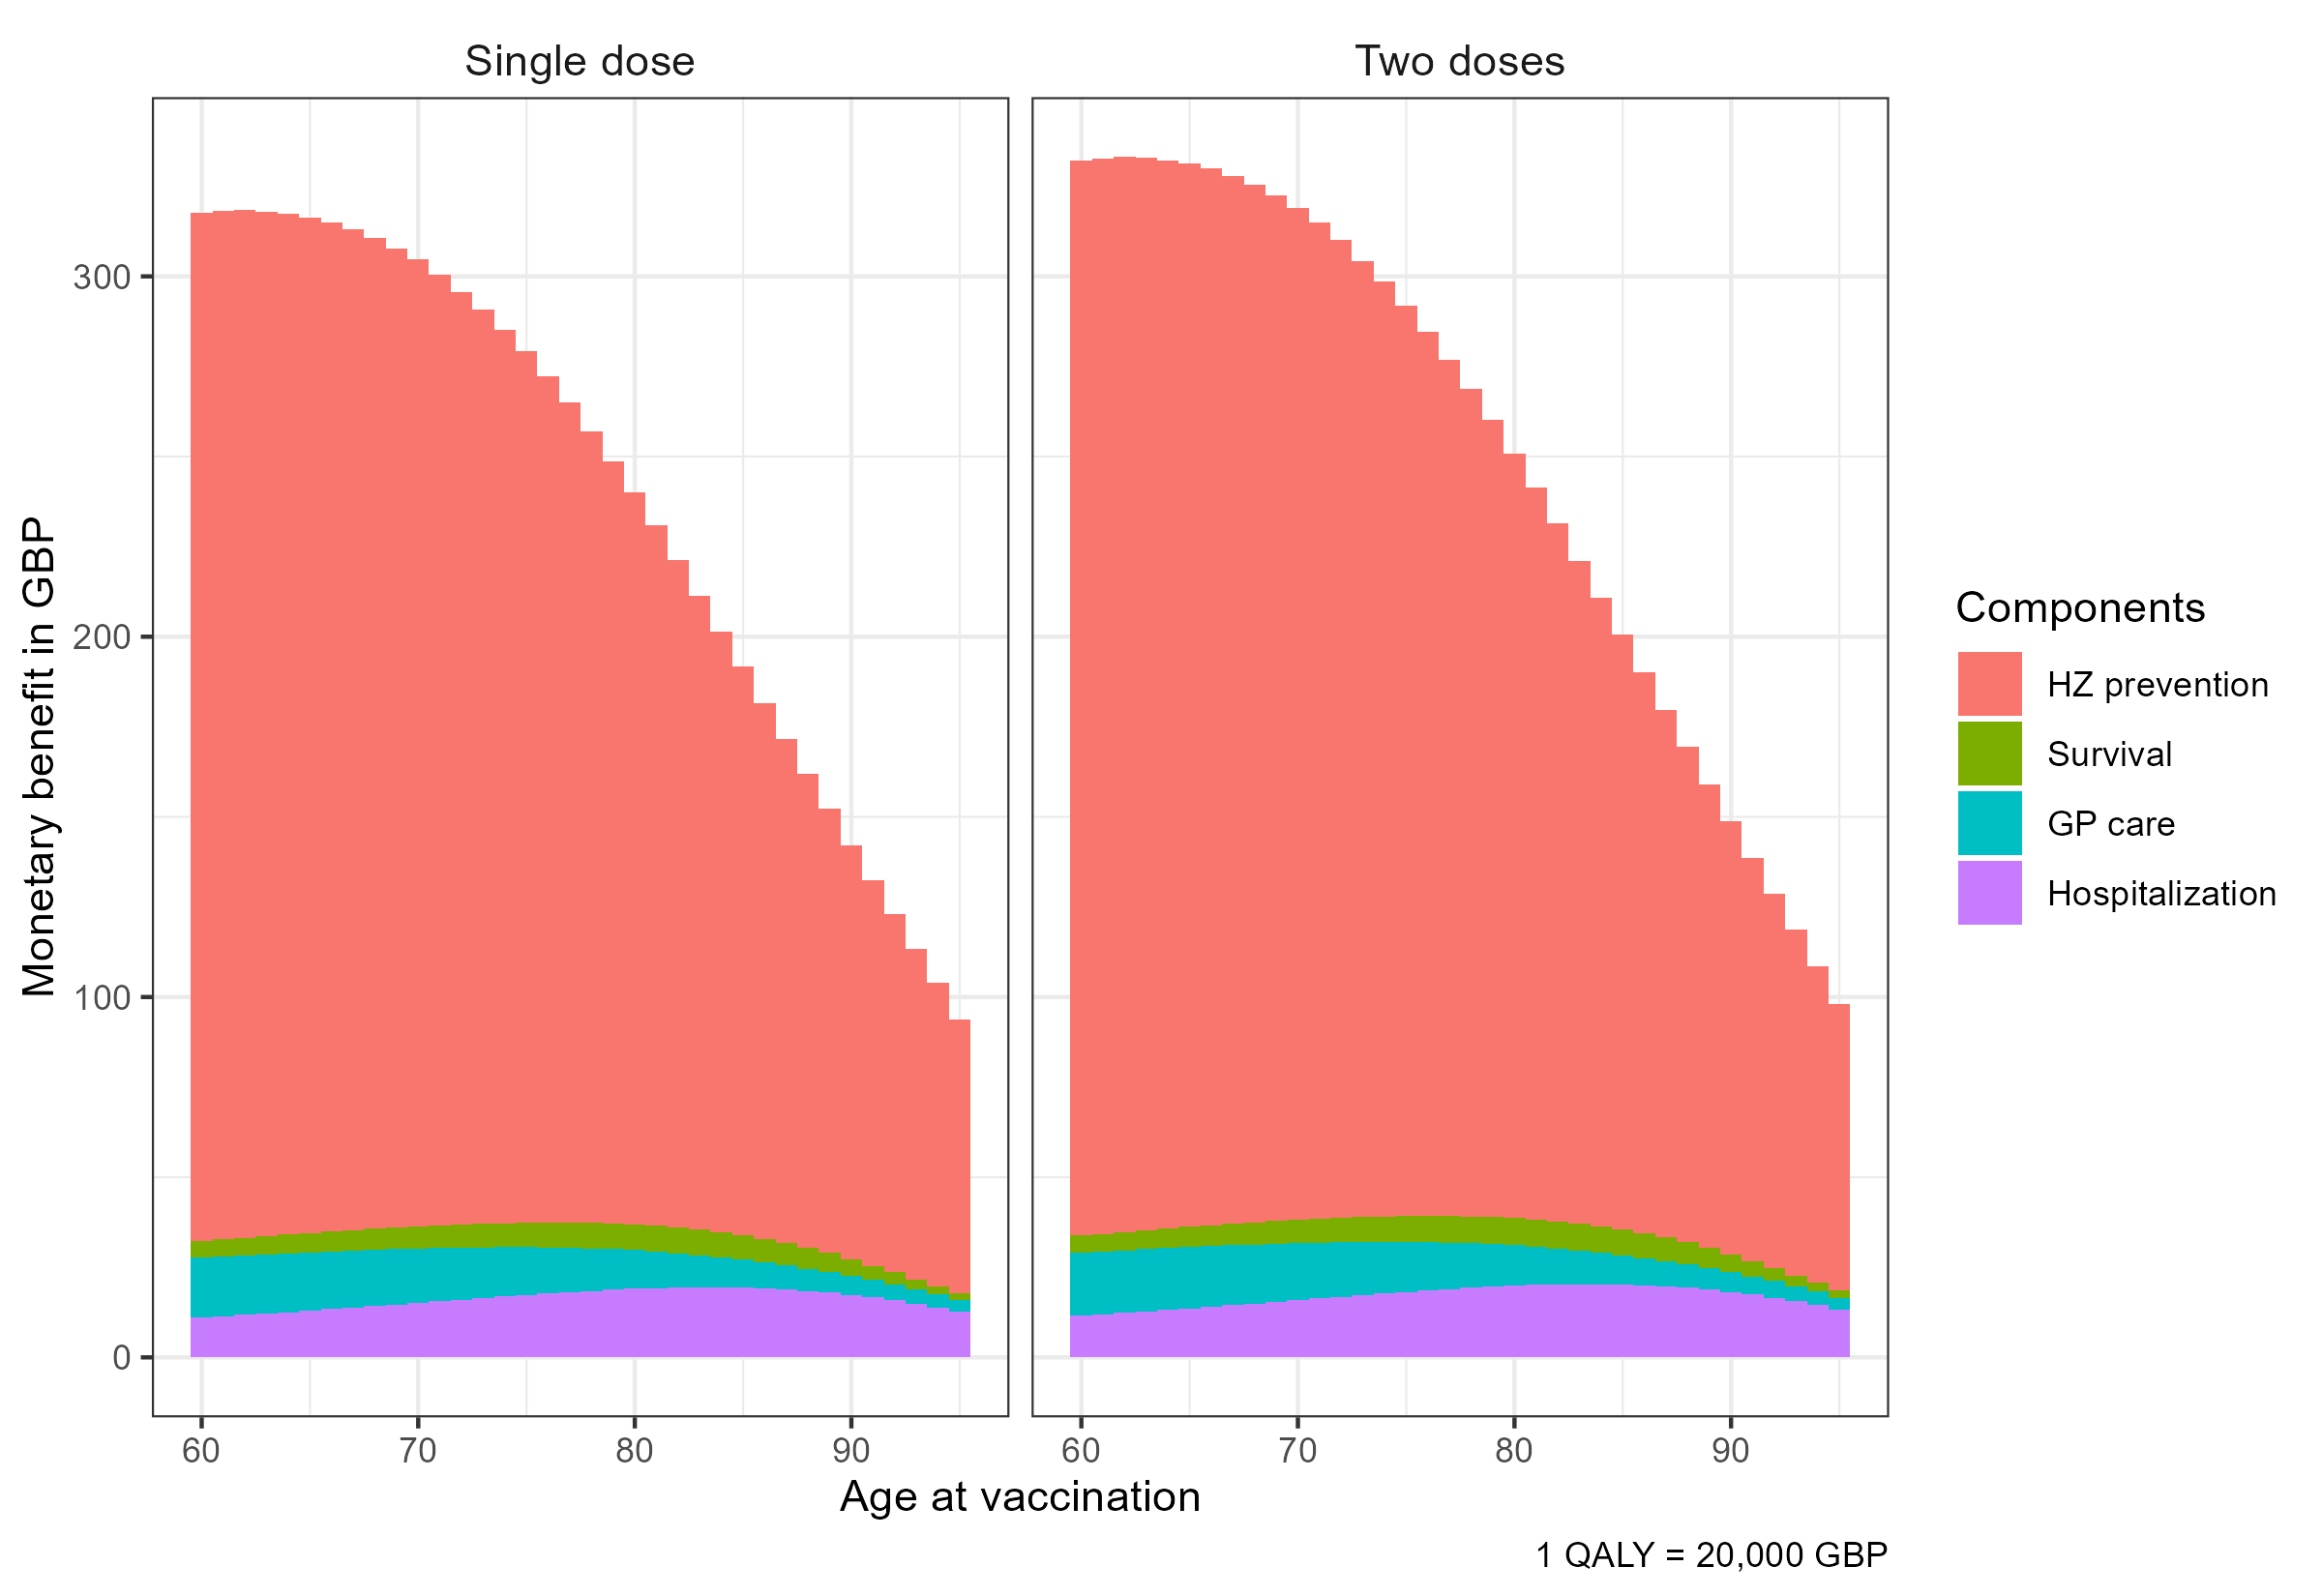 Single dose
Two doses
Monetary benefit in GBP
300
200
100
0
60 70 80 90
60 70 80 90
Age at vaccination
1 QALY = 20,000 GBP
Components
HZ prevention
Survival
GP care
Hospitalization